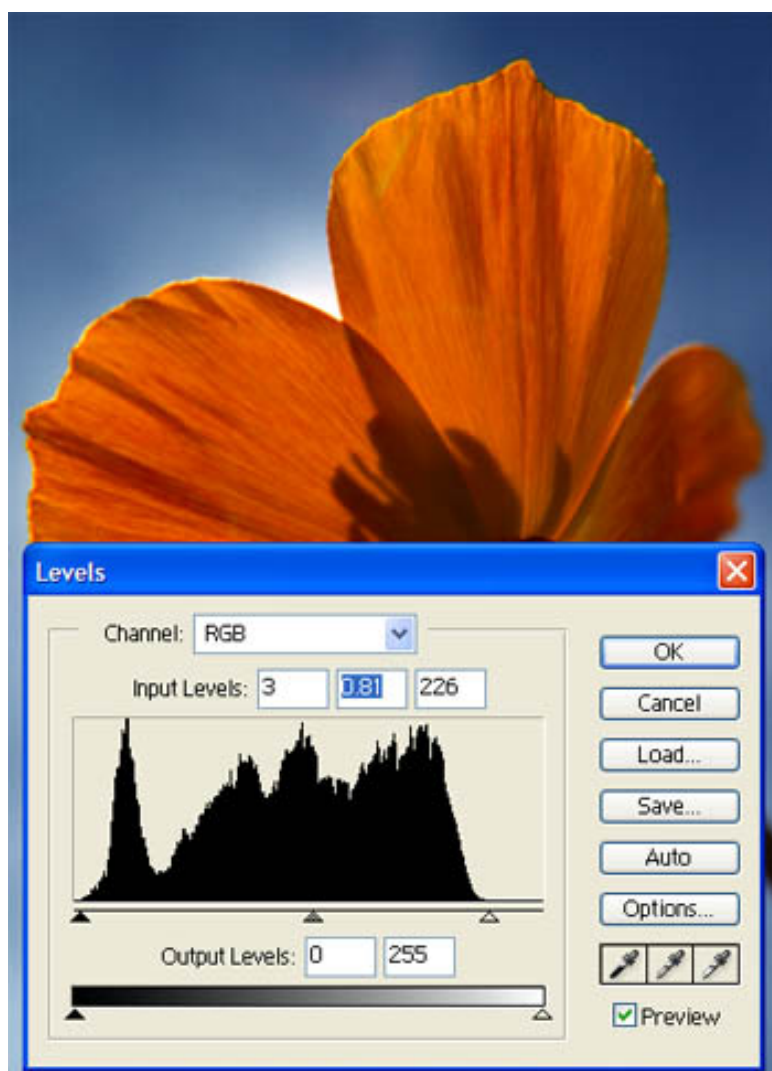 Levels
Channel: RGB
Input Levels: 3 0.81 226
Output Levels: 0 255
OK
Cancel
Load...
Save...
Auto
Options...
Preview